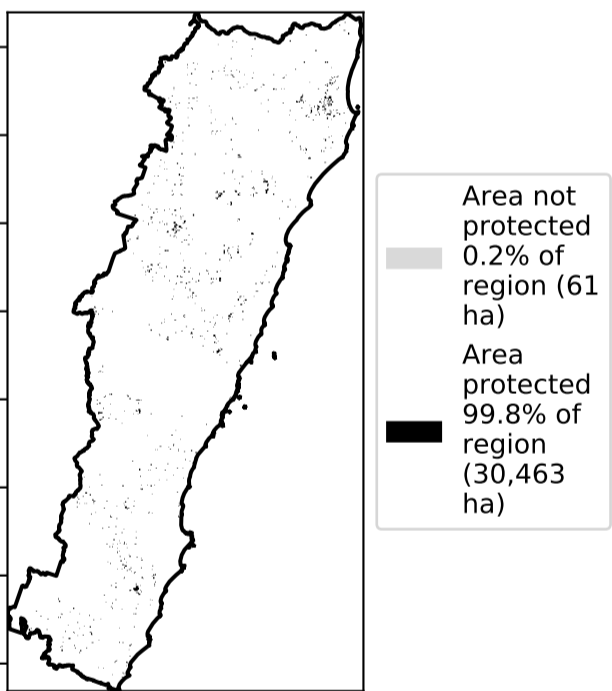 Area not
protected
0.2% of
region (61
ha)
Area
protected
99.8% of
region
(30,463
ha)